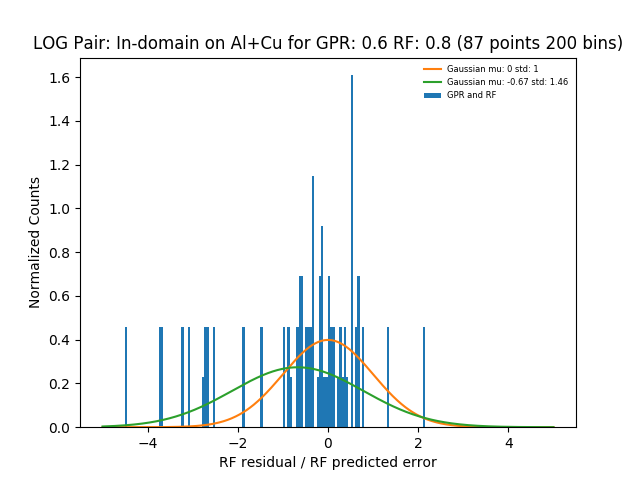 LOG Pair: In-domain on Al+Cu for GPR: 0.6 RF: 0.8 (87 points 200 bins)
Gaussian mu: 0 std: 1
Gaussian mu: -0.67 std: 1.46
GPR and RF
Normalized Counts
1.6
1.4
1.2
1.0
0.8
0.6
0.4
0.2
0.0
−4
−2
0
2
4
RF residual / RF predicted error